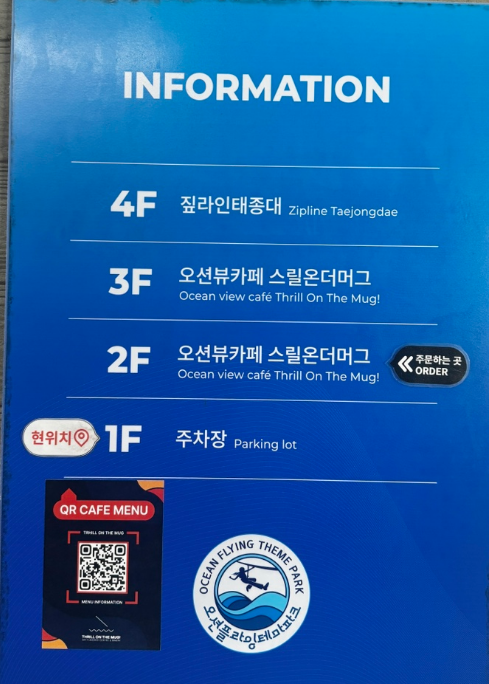 INFORMATION
4F 짚라인태종대 Zipline Taejongdae
3F 오션뷰카페 스릴온더머그
Ocean view café Thrill On The Mug!
2F 오션뷰카페 스릴온더머그
Ocean view café Thrill On The Mug!
주문하는 곳
ORDER
현위치 1F 주차장 Parking lot
QR CAFE MENU
TRHLL ON THE MUG
MENU INFORMATION
THRILL ON THE MUG!
OCEAN FLYING THEME PARK
오션플라잉테마파크